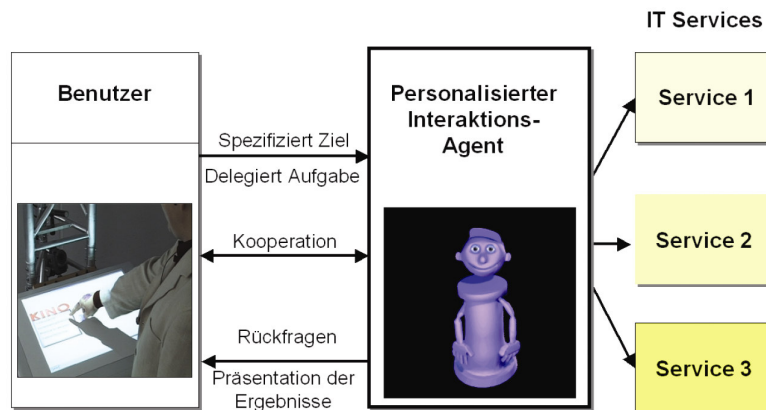 IT Services
Benutzer
KINO
Spezifiziert Ziel
Delegiert Aufgabe
Kooperation
Rückfragen
Präsentation der
Ergebnisse
Personalisierter
Interaktions-
Agent
Service 1
Service 2
Service 3